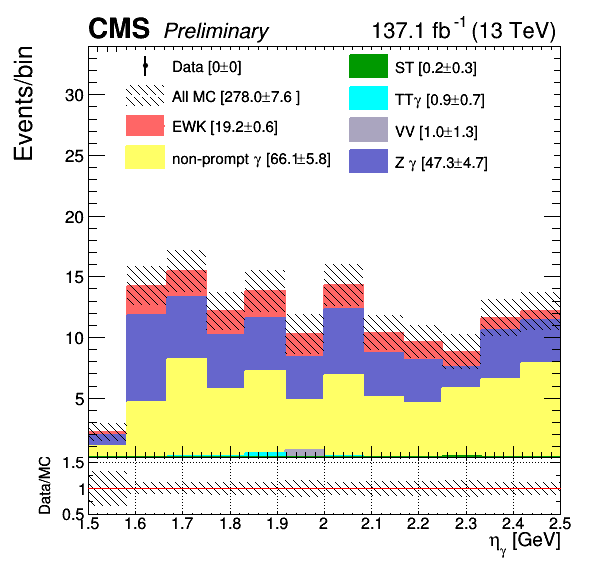 CMS Preliminary 137.1 fb⁻¹ (13 TeV)
Events/bin
Data [0±0]
All MC [278.0±7.6 ]
EWK [19.2±0.6]
non-prompt γ [66.1±5.8]
ST [0.2±0.3]
TTγ [0.9±0.7]
VV [1.0±1.3]
Z γ [47.3±4.7]
30
25
20
15
10
5
Data/MC
1.5
1
0.5
1.5 1.6 1.7 1.8 1.9 2 2.1 2.2 2.3 2.4 2.5
ηγ [GeV]